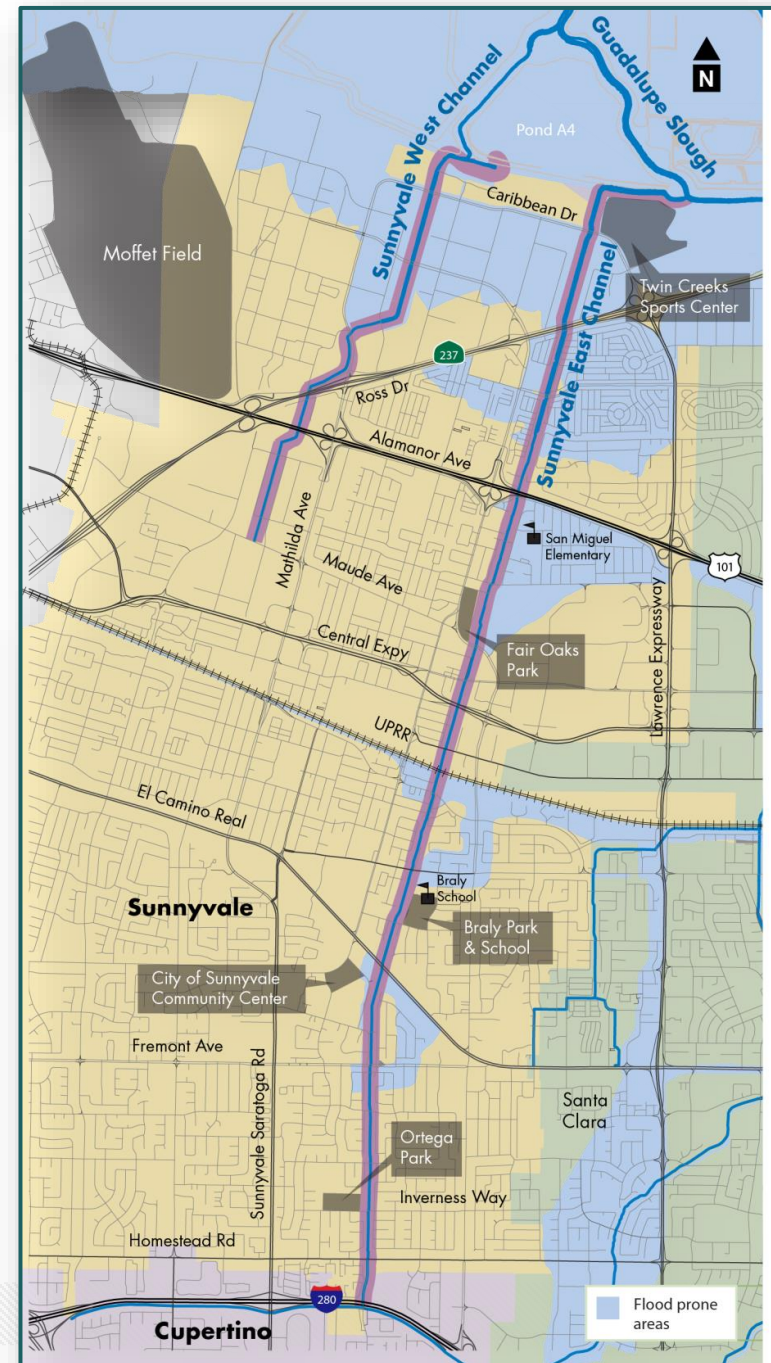 Sunnyvale West Channel
Guadalupe Slough
N
Pond A4
Caribbean Dr
Moffet Field
Twin Creeks
Sports Center
Sunnyvale East Channel
237
Ross Dr
Alamanor Ave
Mathilda Ave
San Miguel
Elementary
101
Maude Ave
Lawrence Expressway
Central Expy
Fair Oaks
Park
UPRR
El Camino Real
Braly
School
Sunnyvale
Braly Park
& School
City of Sunnyvale
Community Center
Fremont Ave
Sunnyvale Saratoga Rd
Santa
Clara
Ortega
Park
Inverness Way
Homestead Rd
280
Flood prone
areas
Cupertino